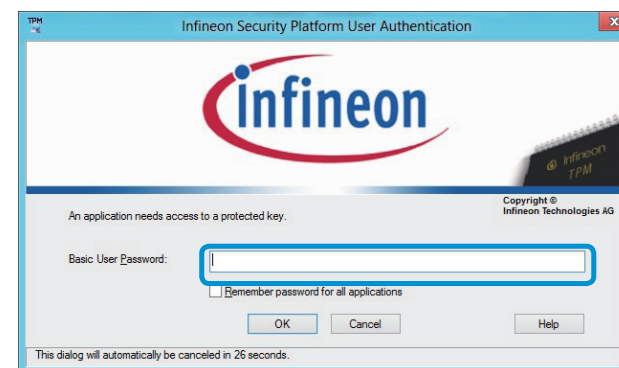 TPM
Infineon Security Platform User Authentication
x
infineon
infineon
TPM
Copyright ©
Infineon Technologies AG
An application needs access to a protected key.
Basic User Password:
Remember password for all applications
OK Cancel Help
This dialog will automatically be canceled in 26 seconds.